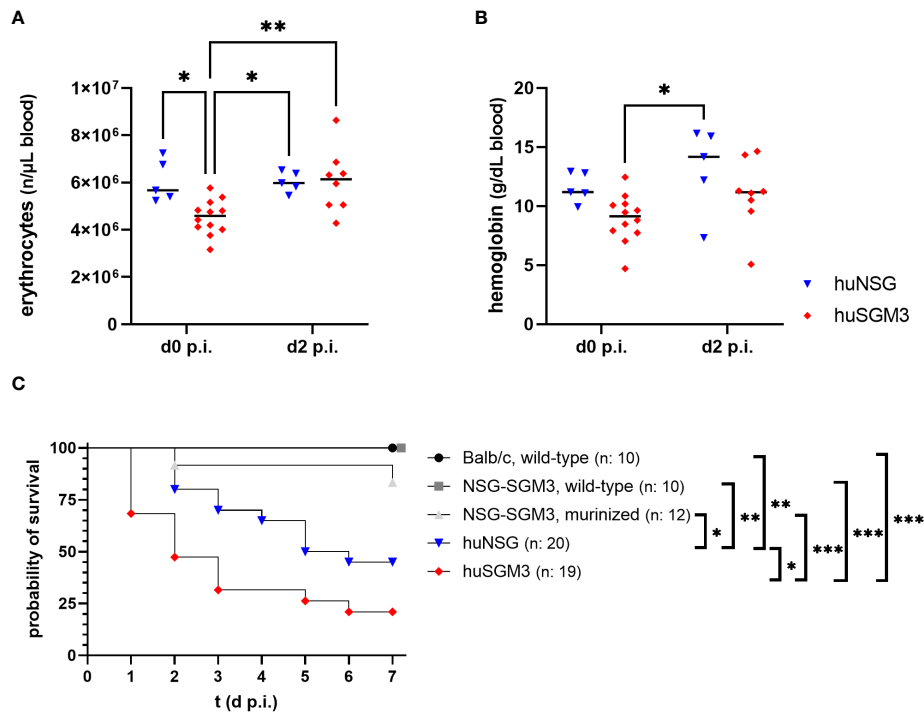 A
**
*
*
1×10⁷
8×10⁶
6×10⁶
4×10⁶
2×10⁶
0
erythrocytes (n/µL blood)
d0 p.i.
d2 p.i.
B
*
20
15
10
5
0
hemoglobin (g/dL blood)
d0 p.i.
d2 p.i.
huNSG
huSGM3
C
100
75
50
25
0
probability of survival
0 1 2 3 4 5 6 7
t (d p.i.)
Balb/c, wild-type (n: 10)
NSG-SGM3, wild-type (n: 10)
NSG-SGM3, murinized (n: 12)
huNSG (n: 20)
huSGM3 (n: 19)
*
**
**
*
***
***
***